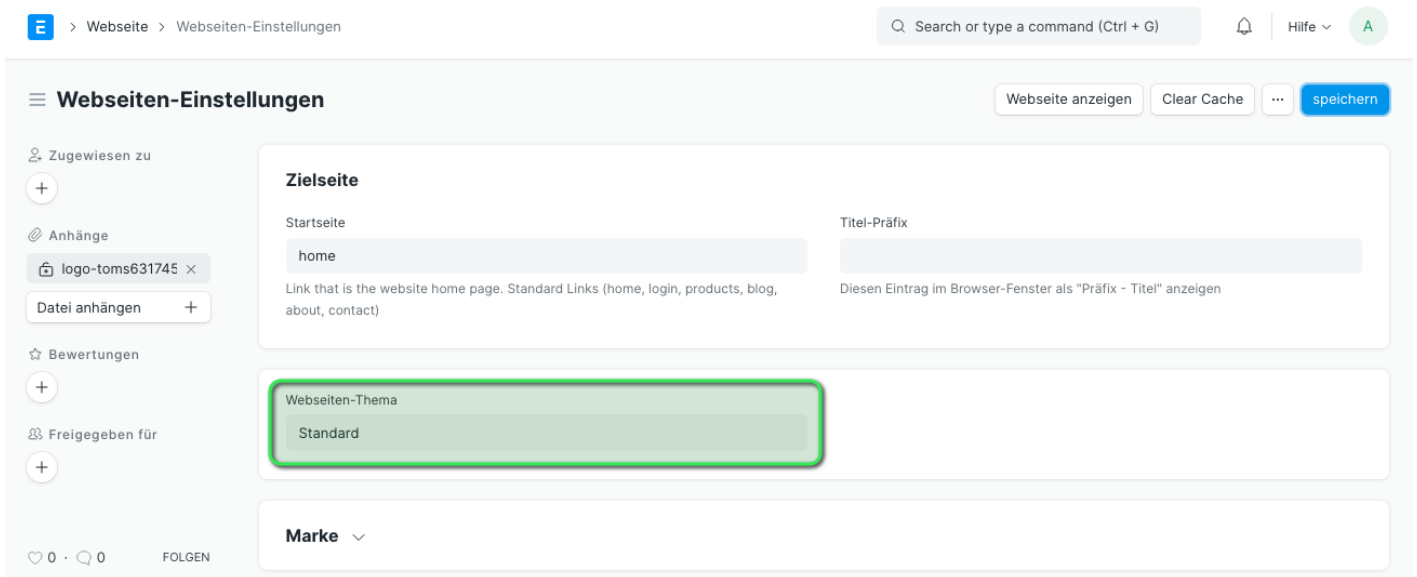 E > Webseite > Webseiten-Einstellungen
Search or type a command (Ctrl + G)
Hilfe
A
Webseiten-Einstellungen
Webseite anzeigen
Clear Cache
...
speichern
Zugewiesen zu
+
Anhänge
logo-toms631745 ×
Datei anhängen +
Bewertungen
+
Freigegeben für
+
0 · 0 FOLGEN
Zielseite
Startseite
home
Link that is the website home page. Standard Links (home, login, products, blog,
about, contact)
Titel-Präfix
Diesen Eintrag im Browser-Fenster als "Präfix - Titel" anzeigen
Webseiten-Thema
Standard
Marke